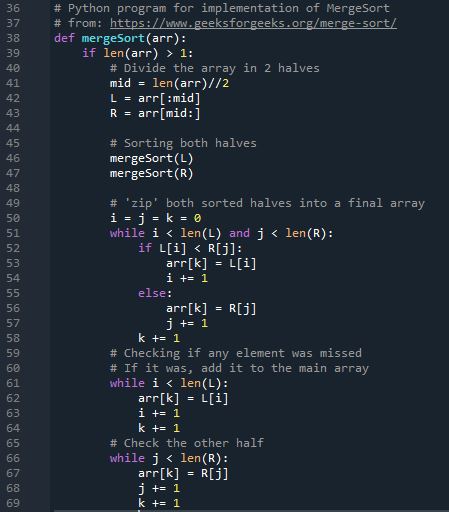 36 # Python program for implementation of MergeSort
37 # from: https://www.geeksforgeeks.org/merge-sort/
38 def mergeSort(arr):
39     if len(arr) > 1:
40         # Divide the array in 2 halves
41         mid = len(arr)//2
42         L = arr[:mid]
43         R = arr[mid:]
44
45         # Sorting both halves
46         mergeSort(L)
47         mergeSort(R)
48
49         # 'zip' both sorted halves into a final array
50         i = j = k = 0
51         while i < len(L) and j < len(R):
52             if L[i] < R[j]:
53                 arr[k] = L[i]
54                 i += 1
55             else:
56                 arr[k] = R[j]
57                 j += 1
58             k += 1
59         # Checking if any element was missed
60         # If it was, add it to the main array
61         while i < len(L):
62             arr[k] = L[i]
63             i += 1
64             k += 1
65         # Check the other half
66         while j < len(R):
67             arr[k] = R[j]
68             j += 1
69             k += 1